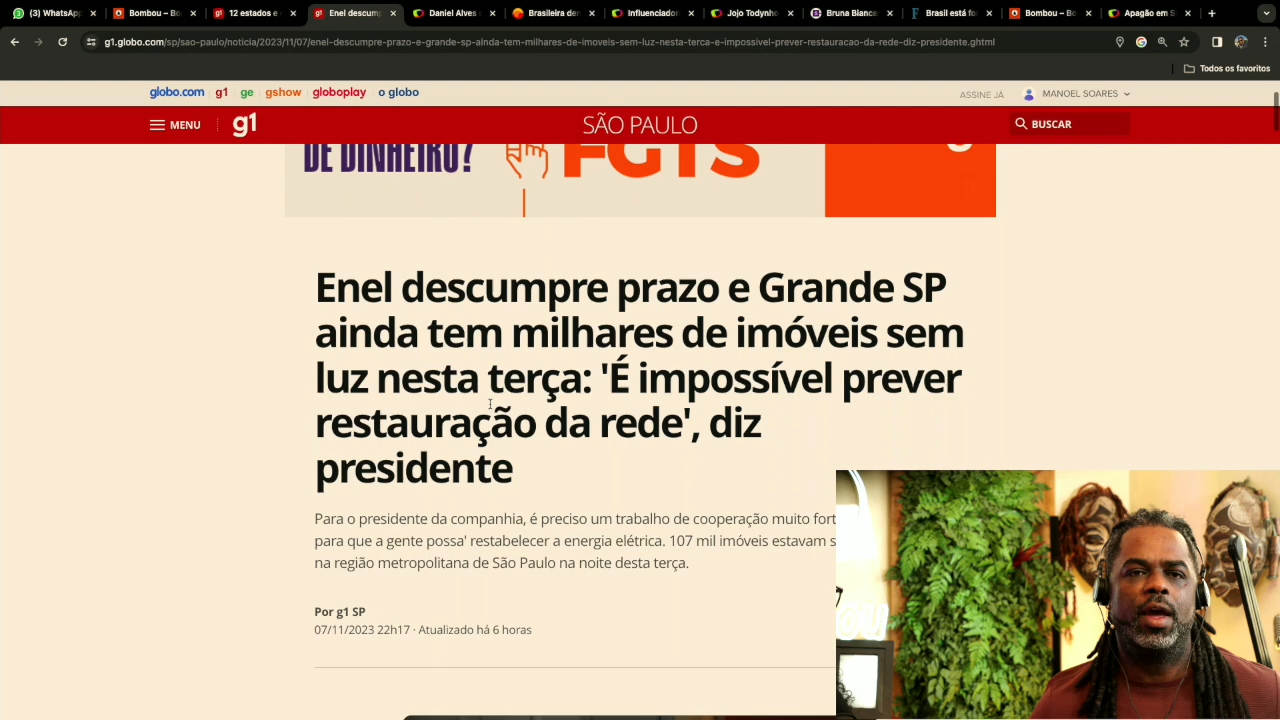 (3) WhatsApp
Bombou – Bo
12 estados e
Enel descump
Daniel Alves
Brasileira de
Influenciador
Jojo Todynho
Bruna Bianca
Brasil está fo
Bombou – Bo
Apagão em S
g1.globo.com/sp/sao-paulo/noticia/2023/11/07/enel-descumpre-prazo-e-grande-sp-ainda-tem-milhares-de-imoveis-sem-luz-nesta-terca-e-impossivel-prever-restauracao-da-rede-diz-presidente.ghtml
Todos os favoritos
globo.com g1 ge gshow globoplay o globo
ASSINE JÁ MANOEL SOARES
MENU g1 SÃO PAULO BUSCAR
DE DINHEIRO? FGTS
Enel descumpre prazo e Grande SP
ainda tem milhares de imóveis sem
luz nesta terça: 'É impossível prever
restauração da rede', diz
presidente
Para o presidente da companhia, é preciso um trabalho de cooperação muito fort
para que a gente possa' restabelecer a energia elétrica. 107 mil imóveis estavam s
na região metropolitana de São Paulo na noite desta terça.
Por g1 SP
07/11/2023 22h17 · Atualizado há 6 horas